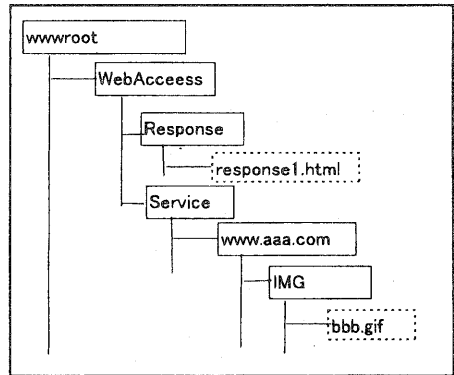 wwwroot
WebAcceess
Response
response1.html
Service
www.aaa.com
IMG
bbb.gif